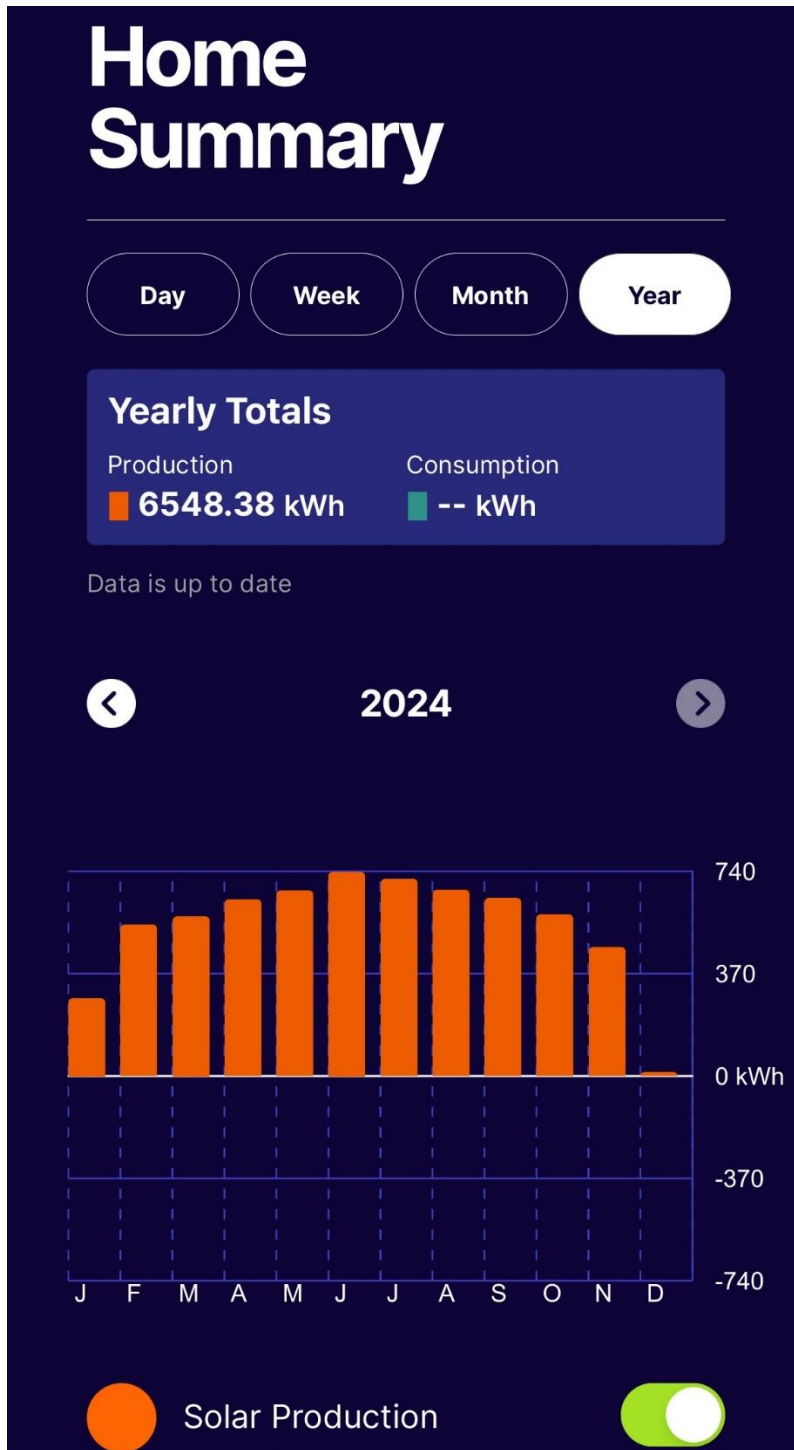 Home
Summary
Day Week Month Year
Yearly Totals
Production Consumption
6548.38 kWh -- kWh
Data is up to date
2024
740
370
0 kWh
-370
-740
J F M A M J J A S O N D
Solar Production